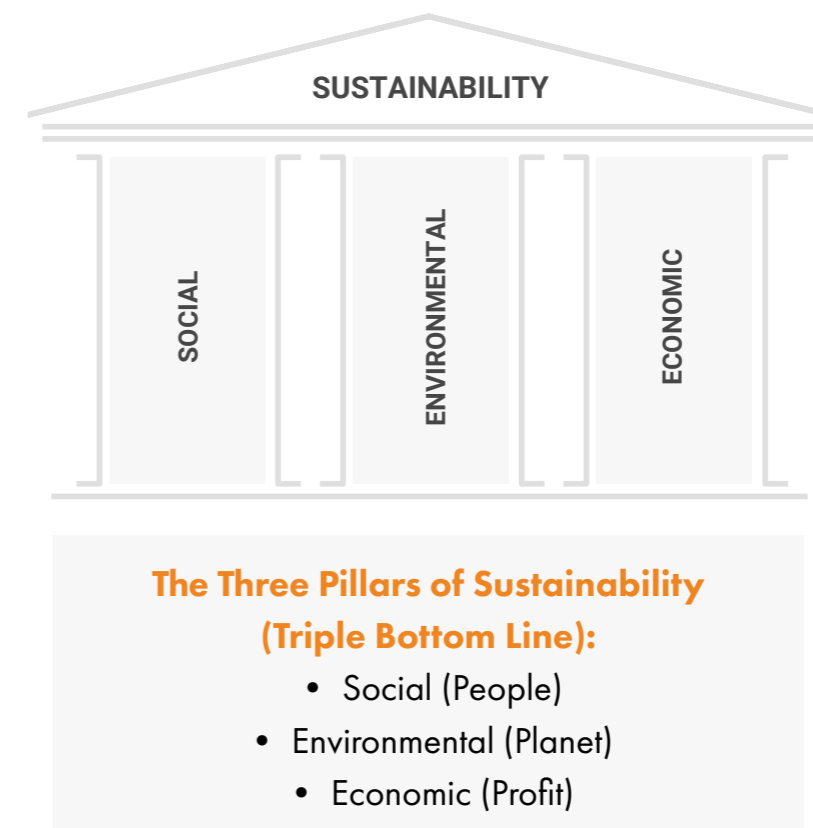 SUSTAINABILITY
SOCIAL
ENVIRONMENTAL
ECONOMIC
The Three Pillars of Sustainability
(Triple Bottom Line):
• Social (People)
• Environmental (Planet)
• Economic (Profit)